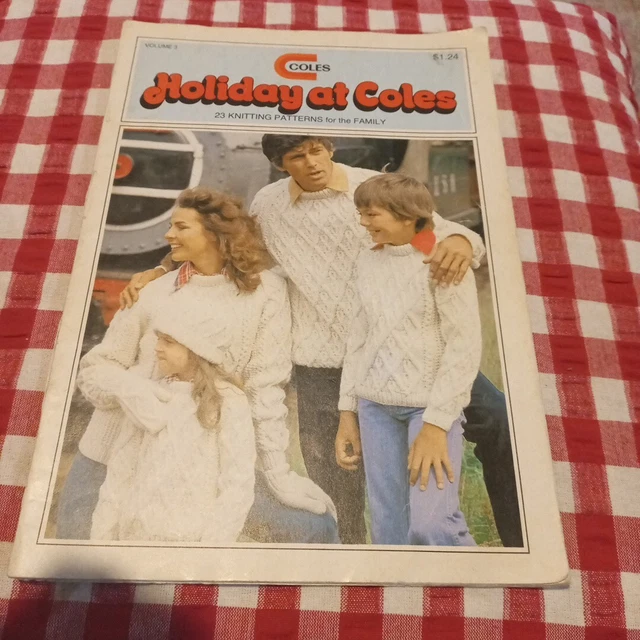 VOLUME 3
$1.24
COLES
Holiday at Coles
23 KNITTING PATTERNS for the FAMILY